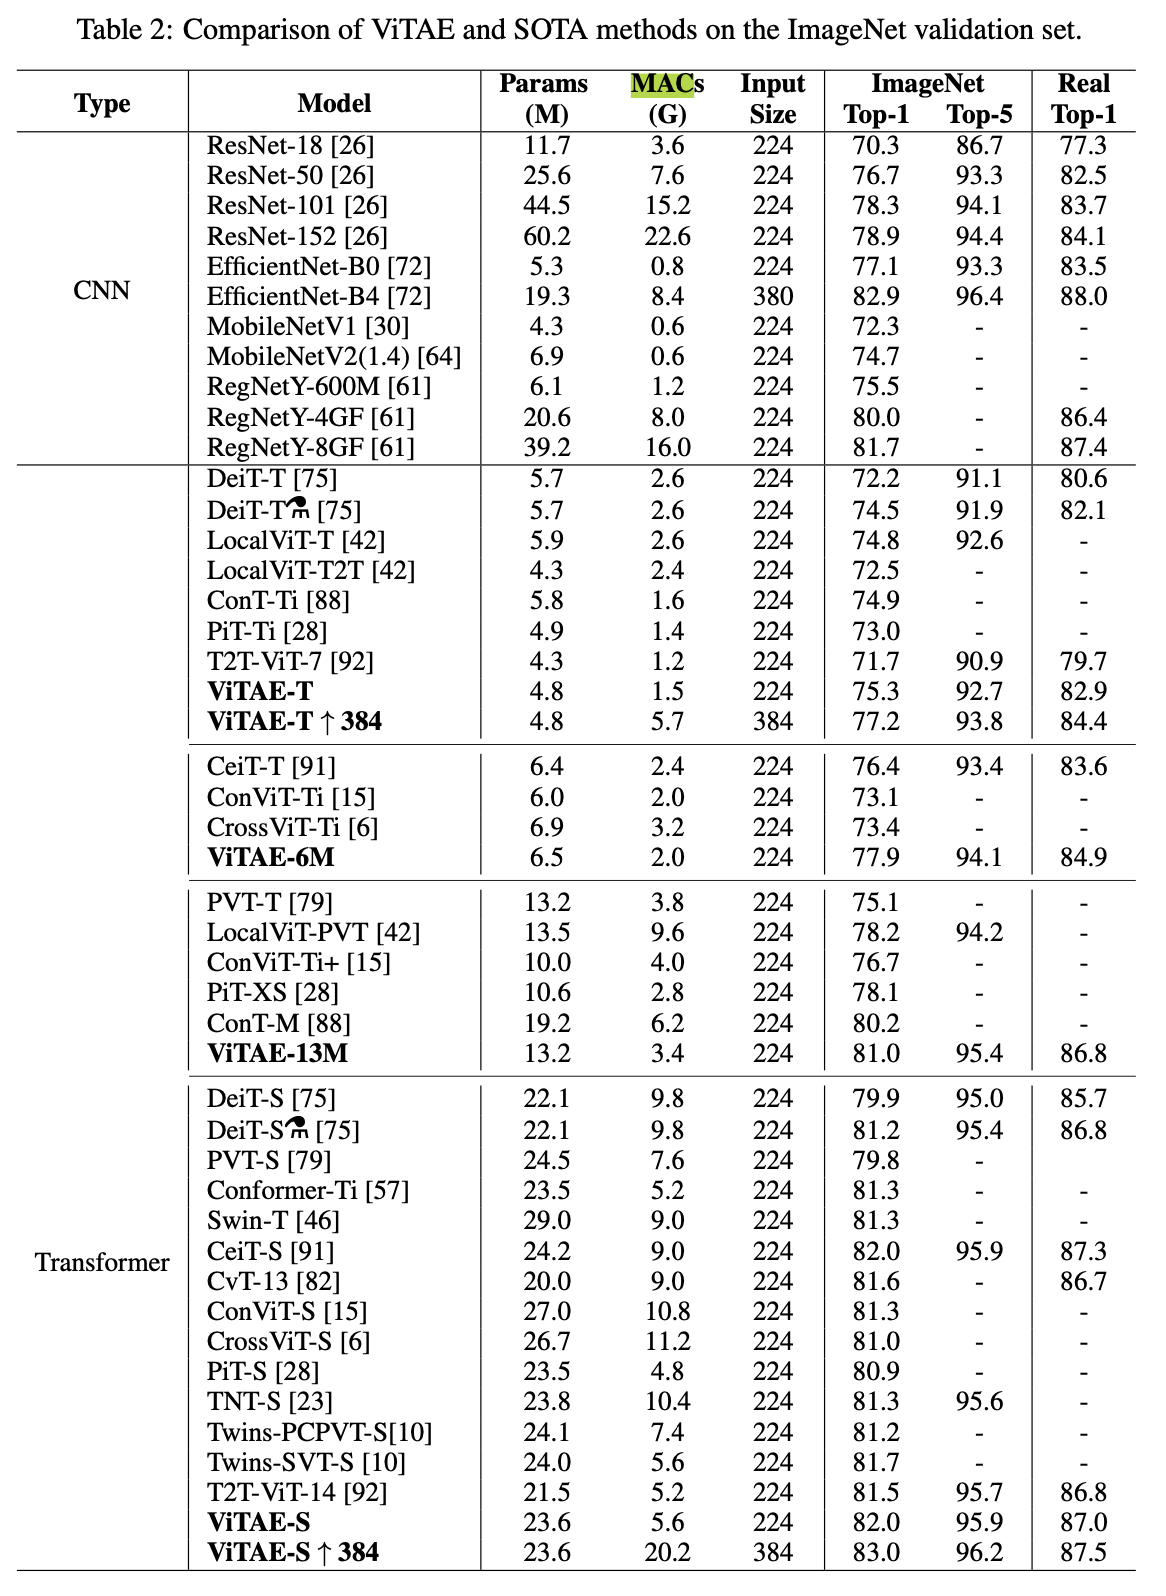 Table 2: Comparison of ViTAE and SOTA methods on the ImageNet validation set.
Type Model Params (M) MACs (G) Input Size ImageNet Top-1 Top-5 Real Top-1
CNN
ResNet-18 [26] 11.7 3.6 224 70.3 86.7 77.3
ResNet-50 [26] 25.6 7.6 224 76.7 93.3 82.5
ResNet-101 [26] 44.5 15.2 224 78.3 94.1 83.7
ResNet-152 [26] 60.2 22.6 224 78.9 94.4 84.1
EfficientNet-B0 [72] 5.3 0.8 224 77.1 93.3 83.5
EfficientNet-B4 [72] 19.3 8.4 380 82.9 96.4 88.0
MobileNetV1 [30] 4.3 0.6 224 72.3 - -
MobileNetV2(1.4) [64] 6.9 0.6 224 74.7 - -
RegNetY-600M [61] 6.1 1.2 224 75.5 - -
RegNetY-4GF [61] 20.6 8.0 224 80.0 - 86.4
RegNetY-8GF [61] 39.2 16.0 224 81.7 - 87.4
Transformer
DeiT-T [75] 5.7 2.6 224 72.2 91.1 80.6
DeiT-T⚗ [75] 5.7 2.6 224 74.5 91.9 82.1
LocalViT-T [42] 5.9 2.6 224 74.8 92.6 -
LocalViT-T2T [42] 4.3 2.4 224 72.5 - -
ConT-Ti [88] 5.8 1.6 224 74.9 - -
PiT-Ti [28] 4.9 1.4 224 73.0 - -
T2T-ViT-7 [92] 4.3 1.2 224 71.7 90.9 79.7
ViTAE-T 4.8 1.5 224 75.3 92.7 82.9
ViTAE-T ↑ 384 4.8 5.7 384 77.2 93.8 84.4
CeiT-T [91] 6.4 2.4 224 76.4 93.4 83.6
ConViT-Ti [15] 6.0 2.0 224 73.1 - -
CrossViT-Ti [6] 6.9 3.2 224 73.4 - -
ViTAE-6M 6.5 2.0 224 77.9 94.1 84.9
PVT-T [79] 13.2 3.8 224 75.1 - -
LocalViT-PVT [42] 13.5 9.6 224 78.2 94.2 -
ConViT-Ti+ [15] 10.0 4.0 224 76.7 - -
PiT-XS [28] 10.6 2.8 224 78.1 - -
ConT-M [88] 19.2 6.2 224 80.2 - -
ViTAE-13M 13.2 3.4 224 81.0 95.4 86.8
DeiT-S [75] 22.1 9.8 224 79.9 95.0 85.7
DeiT-S⚗ [75] 22.1 9.8 224 81.2 95.4 86.8
PVT-S [79] 24.5 7.6 224 79.8 -
Conformer-Ti [57] 23.5 5.2 224 81.3 - -
Swin-T [46] 29.0 9.0 224 81.3 - -
CeiT-S [91] 24.2 9.0 224 82.0 95.9 87.3
CvT-13 [82] 20.0 9.0 224 81.6 - 86.7
ConViT-S [15] 27.0 10.8 224 81.3 - -
CrossViT-S [6] 26.7 11.2 224 81.0 - -
PiT-S [28] 23.5 4.8 224 80.9 - -
TNT-S [23] 23.8 10.4 224 81.3 95.6 -
Twins-PCPVT-S[10] 24.1 7.4 224 81.2 - -
Twins-SVT-S [10] 24.0 5.6 224 81.7 - -
T2T-ViT-14 [92] 21.5 5.2 224 81.5 95.7 86.8
ViTAE-S 23.6 5.6 224 82.0 95.9 87.0
ViTAE-S ↑ 384 23.6 20.2 384 83.0 96.2 87.5